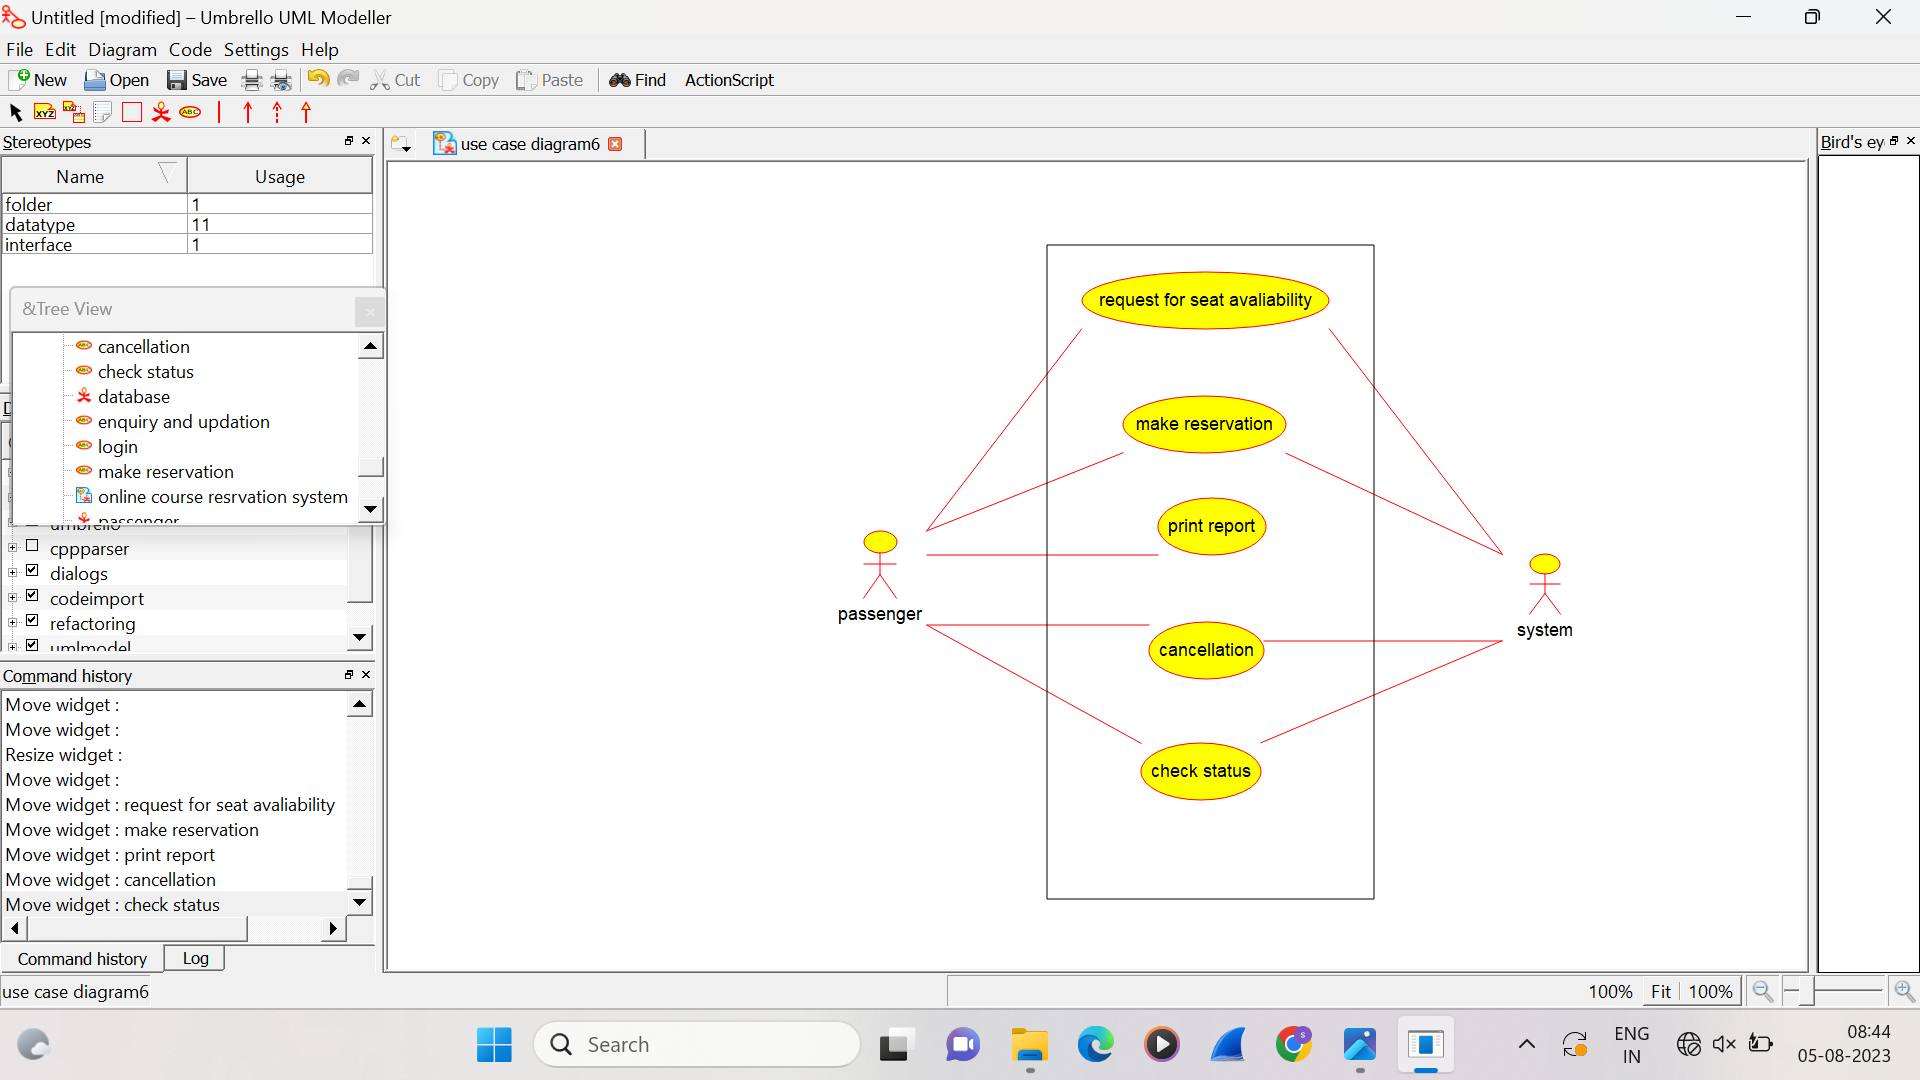 Untitled [modified] – Umbrello UML Modeller
File Edit Diagram Code Settings Help
New Open Save Cut Copy Paste Find ActionScript
XYZ XYZ ABC
Stereotypes
Name Usage
folder 1
datatype 11
interface 1
&Tree View
cancellation
check status
database
enquiry and updation
login
make reservation
online course resrvation system
passenger
umbrello
cppparser
dialogs
codeimport
refactoring
umlmodel
Command history
Move widget :
Move widget :
Resize widget :
Move widget :
Move widget : request for seat avaliability
Move widget : make reservation
Move widget : print report
Move widget : cancellation
Move widget : check status
Command history Log
use case diagram6
use case diagram6
request for seat avaliability
make reservation
print report
cancellation
check status
passenger
system
Bird's ey
100% Fit 100%
Search
ENG
IN
08:44
05-08-2023